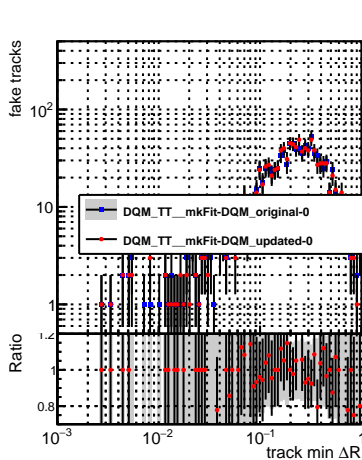 fake tracks
10²
10
1
DQM_TT__mkFit-DQM_original-0
DQM_TT__mkFit-DQM_updated-0
Ratio
1.2
1
0.8
10⁻³
10⁻²
10⁻¹
1
track min ΔR